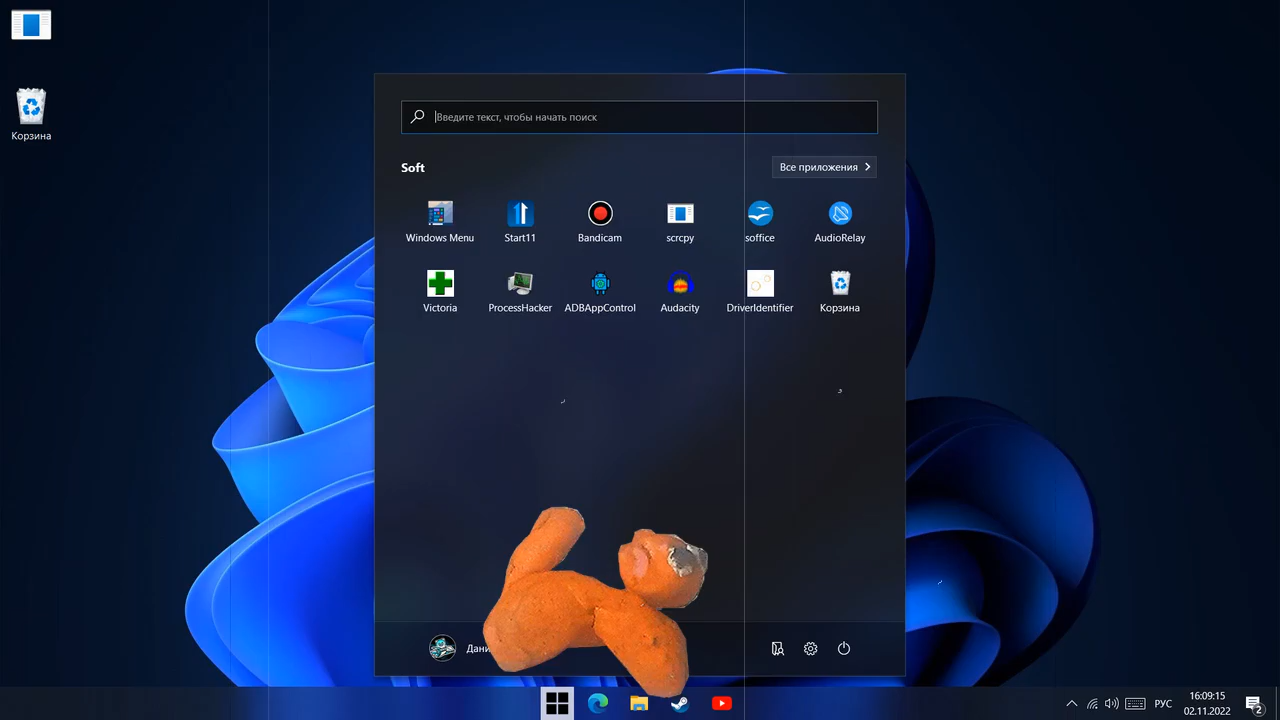 Корзина
Введите текст, чтобы начать поиск
Soft
Все приложения
Windows Menu
Start11
Bandicam
scrcpy
soffice
AudioRelay
Victoria
ProcessHacker
ADBAppControl
Audacity
DriverIdentifier
Корзина
РУС
16:09:15
02.11.2022
2